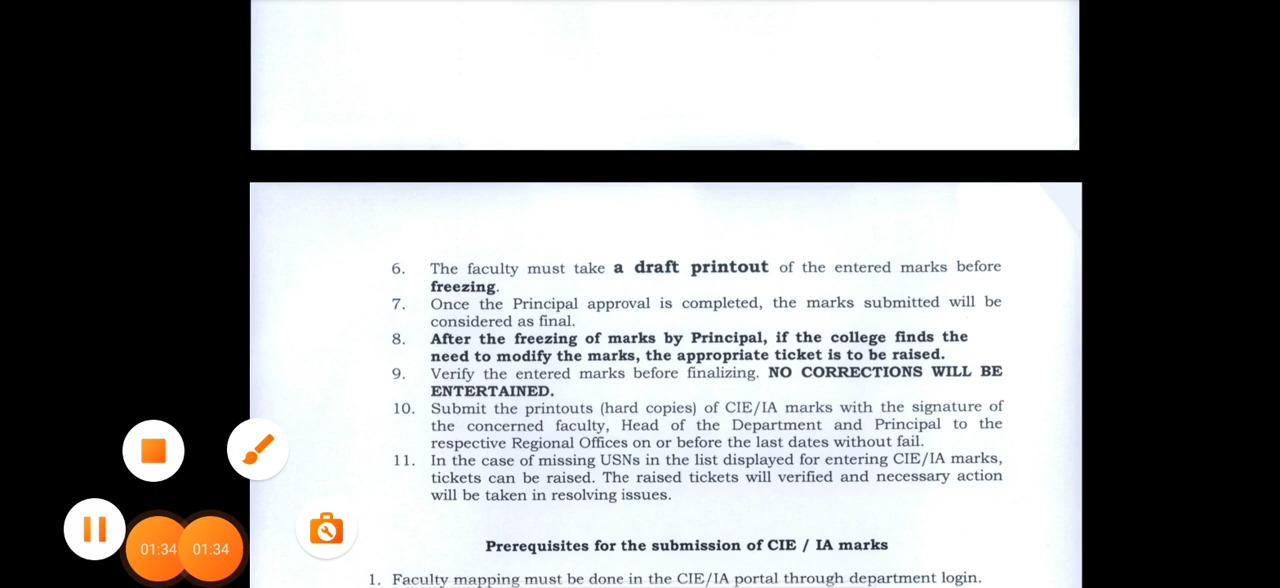 6. The faculty must take a draft printout of the entered marks before
freezing.
7. Once the Principal approval is completed, the marks submitted will be
considered as final.
8. After the freezing of marks by Principal, if the college finds the
need to modify the marks, the appropriate ticket is to be raised.
9. Verify the entered marks before finalizing. NO CORRECTIONS WILL BE
ENTERTAINED.
10. Submit the printouts (hard copies) of CIE/IA marks with the signature of
the concerned faculty, Head of the Department and Principal to the
respective Regional Offices on or before the last dates without fail.
11. In the case of missing USNs in the list displayed for entering CIE/IA marks,
tickets can be raised. The raised tickets will verified and necessary action
will be taken in resolving issues.
Prerequisites for the submission of CIE / IA marks
1. Faculty mapping must be done in the CIE/IA portal through department login.
01:34 01:34